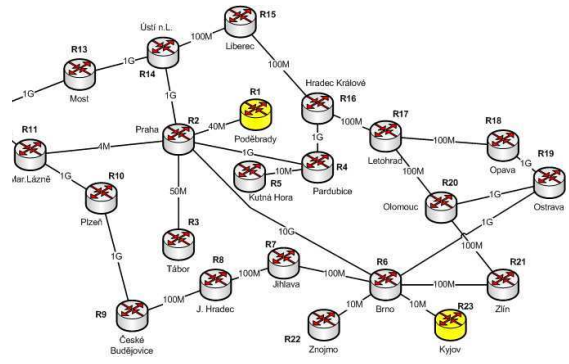 R15
Ústí n.L.
100M
Liberec
R13
1G
R14
100M
Most
1G
R1
Hradec Králové
R16
1G
R11
Praha
R2
40M
Poděbrady
100M
R17
100M
R18
4M
1G
1G
R4
Letohrad
Opava
1G
R19
Mar.Lázně
R10
1G
10M
R5
Kutná Hora
Pardubice
100M
R20
1G
Ostrava
Plzeň
50M
Olomouc
1G
R3
10G
100M
R21
1G
Tábor
R8
R7
100M
Jihlava
100M
R6
100M
Brno
Zlín
R9
100M
J. Hradec
10M
10M
R23
České
Budějovice
R22
Znojmo
Kyjov